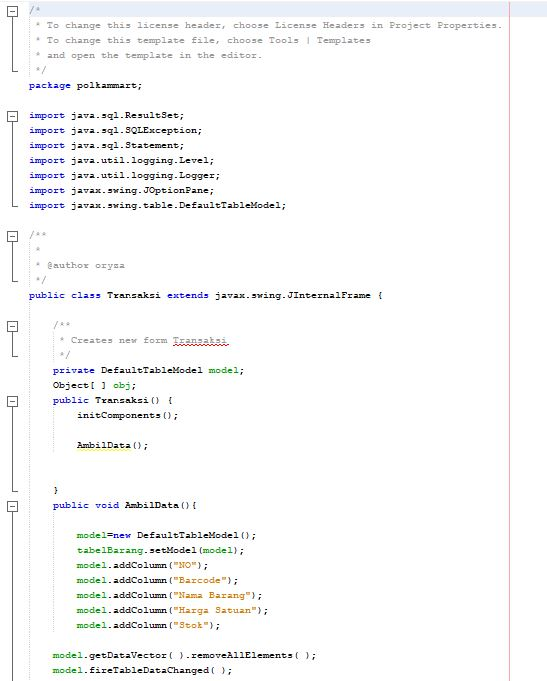 /*
 * To change this license header, choose License Headers in Project Properties.
 * To change this template file, choose Tools | Templates
 * and open the template in the editor.
 */
package polkammart;

import java.sql.ResultSet;
import java.sql.SQLException;
import java.sql.Statement;
import java.util.logging.Level;
import java.util.logging.Logger;
import javax.swing.JOptionPane;
import javax.swing.table.DefaultTableModel;

/**
 *
 * @author oryza
 */
public class Transaksi extends javax.swing.JInternalFrame {

    /**
     * Creates new form Transaksi
     */
    private DefaultTableModel model;
    Object[ ] obj;
    public Transaksi() {
        initComponents();

        AmbilData();


    }
    public void AmbilData(){

        model=new DefaultTableModel();
        tabelBarang.setModel(model);
        model.addColumn("NO");
        model.addColumn("Barcode");
        model.addColumn("Nama Barang");
        model.addColumn("Harga Satuan");
        model.addColumn("Stok");

    model.getDataVector( ).removeAllElements( );
    model.fireTableDataChanged( );